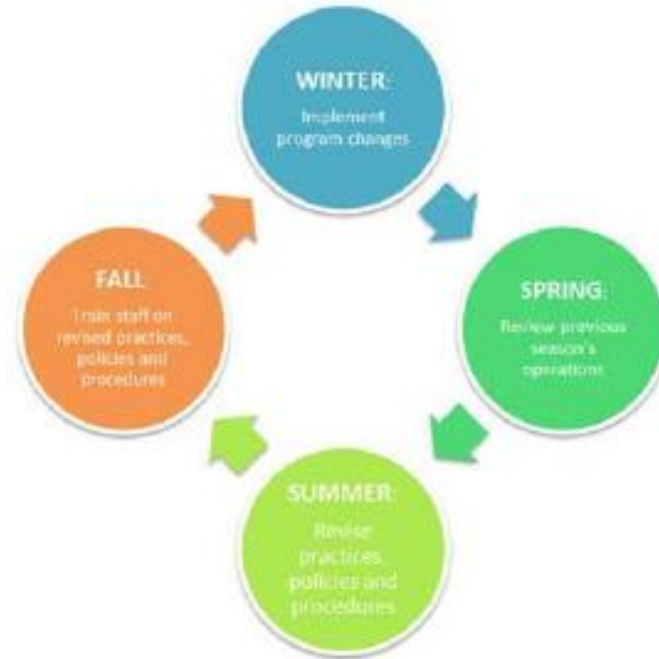 WINTER:
Implement
program changes
SPRING:
Review previous
season's
operations
SUMMER:
Revise
practices,
policies and
procedures
FALL
Train staff on
revised practices,
policies and
procedures